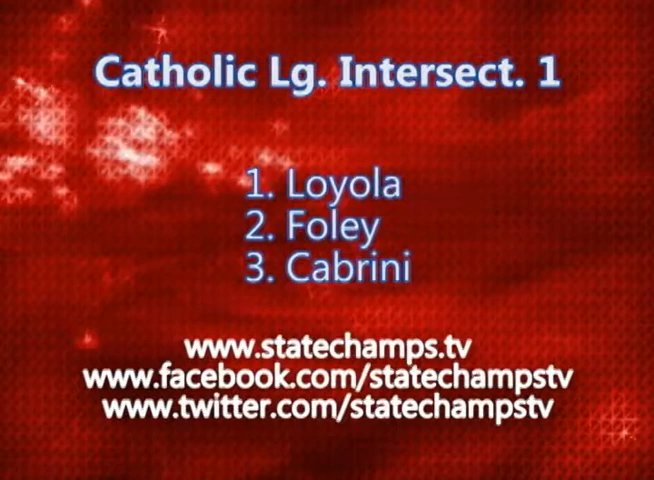 Catholic Lg. Intersect. 1
1. Loyola
2. Foley
3. Cabrini
www.statechamps.tv
www.facebook.com/statechampstv
www.twitter.com/statechampstv